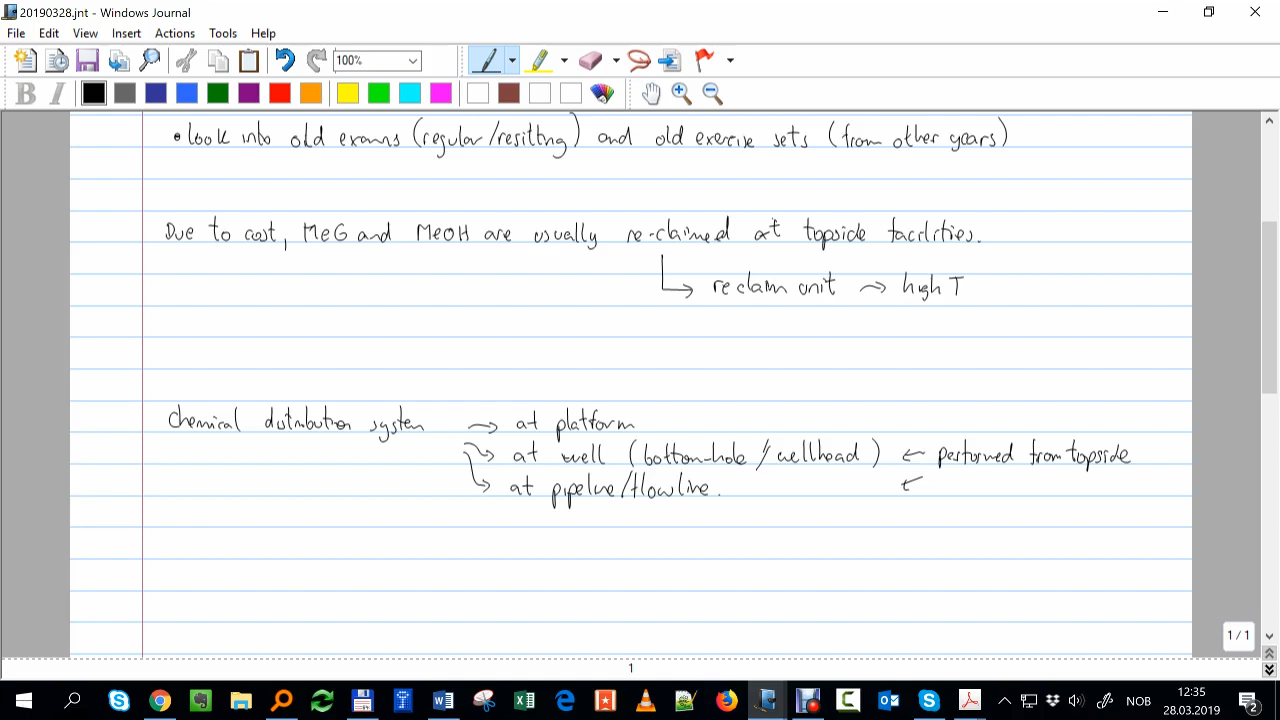 20190328.jnt - Windows Journal
File Edit View Insert Actions Tools Help
100%
B I
• look into old exams (regular/resitting) and old exercise sets (from other years)
Due to cost, MEG and MeOH are usually re-claimed at topside facilities.
reclaim unit → high T
Chemical distribution system → at platform
→ at well (bottom-hole / wellhead) ← performed from topside
→ at pipeline/flowline. ←
1 / 1
1
NOB
12:35
28.03.2019
2